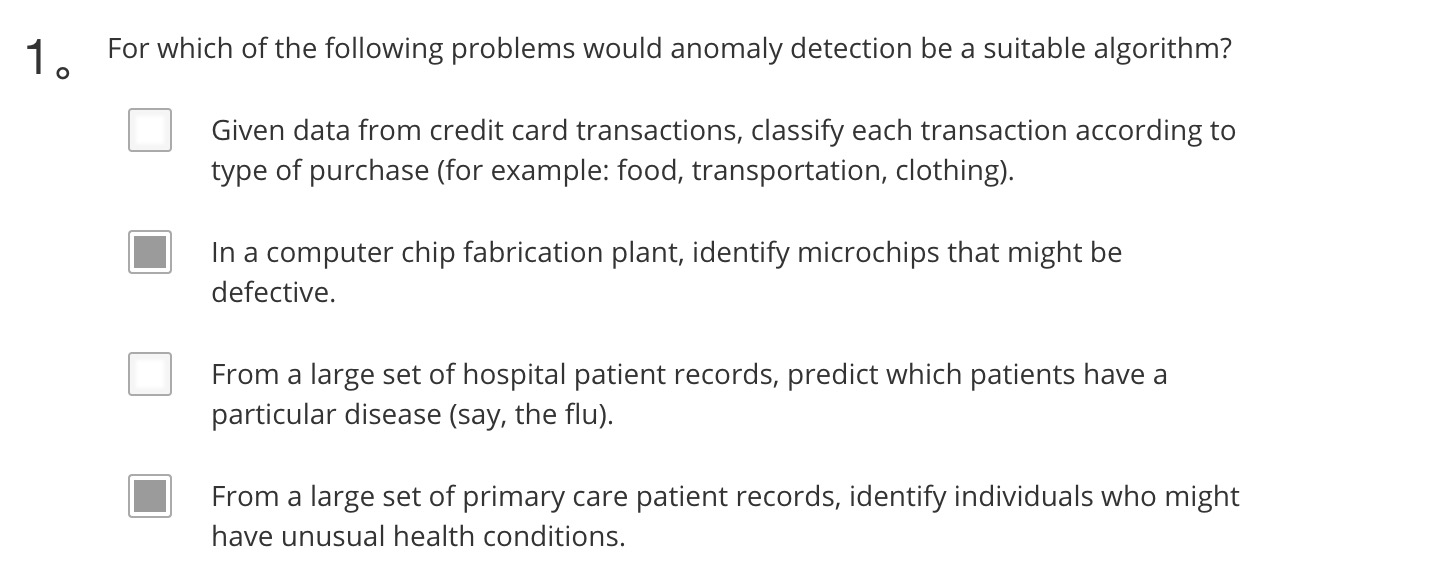 1。 For which of the following problems would anomaly detection be a suitable algorithm?
Given data from credit card transactions, classify each transaction according to
type of purchase (for example: food, transportation, clothing).
In a computer chip fabrication plant, identify microchips that might be
defective.
From a large set of hospital patient records, predict which patients have a
particular disease (say, the flu).
From a large set of primary care patient records, identify individuals who might
have unusual health conditions.